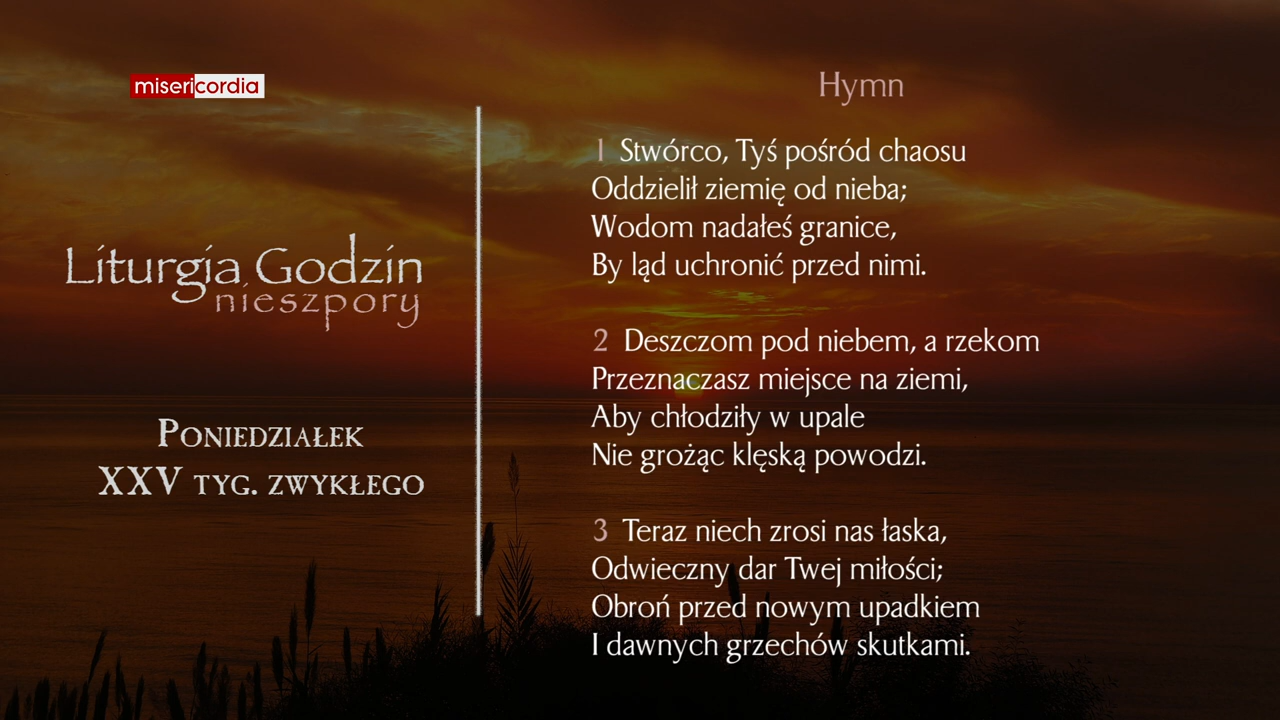 misericordia
Liturgia Godzin
nieszpory
Poniedziałek
XXV tyg. zwykłego
Hymn
1 Stwórco, Tyś pośród chaosu
Oddzielił ziemię od nieba;
Wodom nadałeś granice,
By ląd uchronić przed nimi.
2 Deszczom pod niebem, a rzekom
Przeznaczasz miejsce na ziemi,
Aby chłodziły w upale
Nie grożąc klęską powodzi.
3 Teraz niech zrosi nas łaska,
Odwieczny dar Twej miłości;
Obroń przed nowym upadkiem
I dawnych grzechów skutkami.